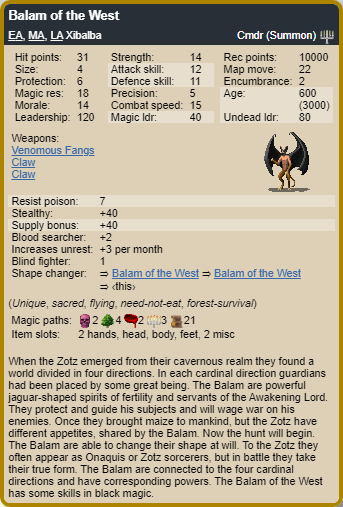 Balam of the West
EA, MA, LA Xibalba Cmdr (Summon)
Hit points: 31 Strength: 14 Rec points: 10000
Size: 4 Attack skill: 12 Map move: 22
Protection: 6 Defence skill: 11 Encumbrance: 2
Magic res: 18 Precision: 5 Age: 600
Morale: 14 Combat speed: 15 (3000)
Leadership: 120 Magic ldr: 40 Undead ldr: 80
Weapons:
Venomous Fangs
Claw
Claw
Resist poison: 7
Stealthy: +40
Supply bonus: +40
Blood searcher: +2
Increases unrest: +3 per month
Blind fighter: 1
Shape changer: ⇒ Balam of the West ⇒ Balam of the West
⇒ ‹this›
(Unique, sacred, flying, need-not-eat, forest-survival)
Magic paths: 2 4 2 3 21
Item slots: 2 hands, head, body, feet, 2 misc
When the Zotz emerged from their cavernous realm they found a
world divided in four directions. In each cardinal direction guardians
had been placed by some great being. The Balam are powerful
jaguar-shaped spirits of fertility and servants of the Awakening Lord.
They protect and guide his subjects and will wage war on his
enemies. Once they brought maize to mankind, but the Zotz have
different appetites, shared by the Balam. Now the hunt will begin.
The Balam are able to change their shape at will. To the Zotz they
often appear as Onaquis or Zotz sorcerers, but in battle they take
their true form. The Balam are connected to the four cardinal
directions and have corresponding powers. The Balam of the West
has some skills in black magic.